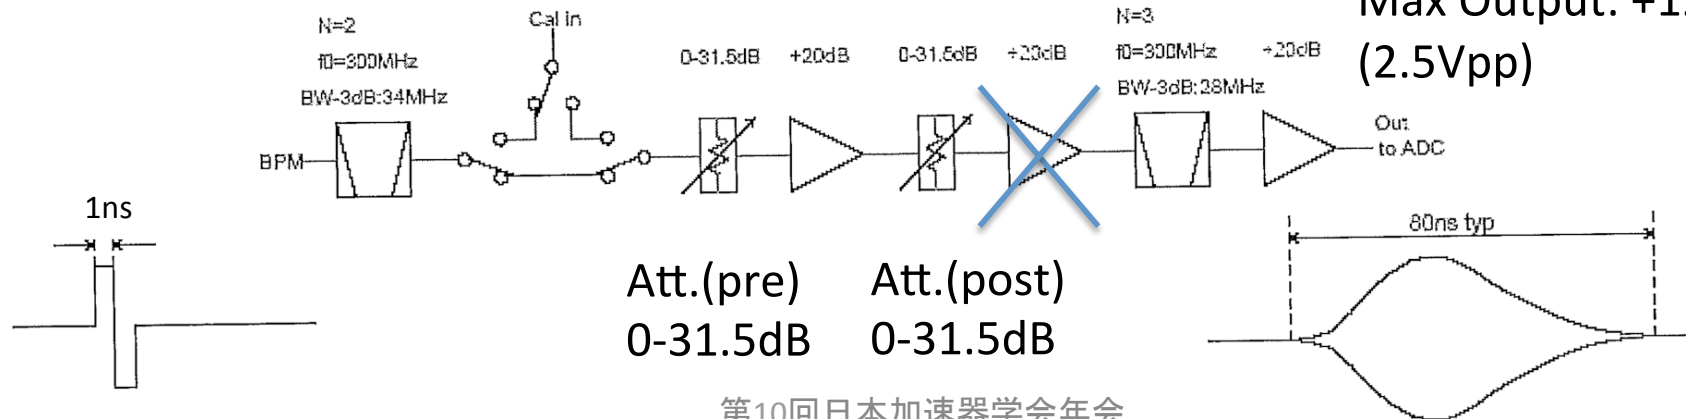 N=2
f0=300MHz
BW-3dB:34MHz
Cal in
0-31.5dB
+20dB
0-31.5dB
+20dB
N=3
f0=300MHz
BW-3dB:28MHz
+20dB
Max Output: +1
(2.5Vpp)
BPM
Out
to ADC
1ns
80ns typ
Att.(pre)
0-31.5dB
Att.(post)
0-31.5dB
第10回日本加速器学会年会